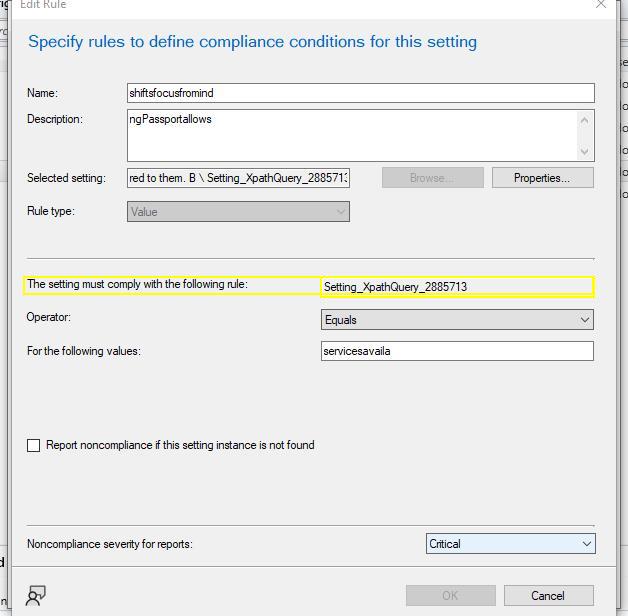 Edit Rule
Specify rules to define compliance conditions for this setting
Name: shiftsfocusfromind
Description: ngPassportallows
Selected setting: red to them. B \ Setting_XpathQuery_2885713 Browse... Properties...
Rule type: Value
The setting must comply with the following rule: Setting_XpathQuery_2885713
Operator: Equals
For the following values: servicesavaila
Report noncompliance if this setting instance is not found
Noncompliance severity for reports: Critical
OK Cancel